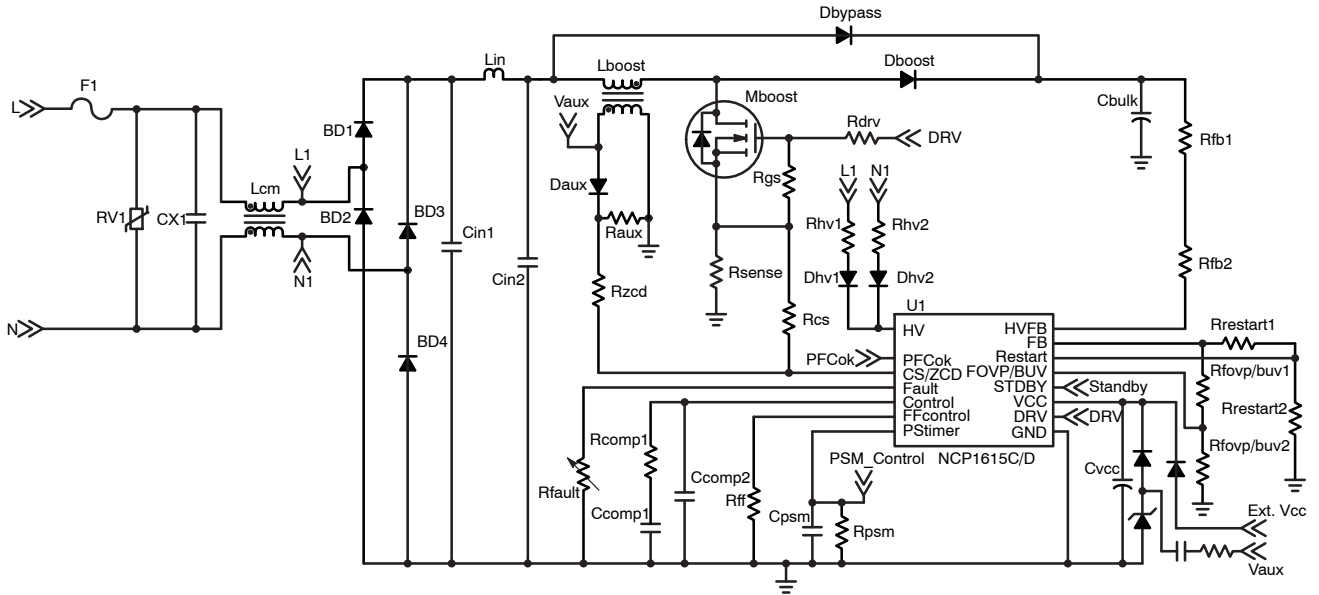 Dbypass
Lin
Lboost
Dboost
F1
Mboost
Cbulk
L
Vaux
Rdrv
DRV
BD1
Rfb1
L1
L1
N1
Rgs
Lcm
Daux
RV1
CX1
BD2
BD3
Raux
Rhv1
Rhv2
Cin1
Rfb2
N1
Cin2
Rzcd
Rsense
Dhv1
Dhv2
U1
Rcs
N
HV
HVFB
Rrestart1
BD4
FB
PFCok
PFCok
Restart
CS/ZCD
FOVP/BUV
Rfovp/buv1
Fault
STDBY
Standby
Control
VCC
Rrestart2
FFcontrol
DRV
DRV
PStimer
GND
Rcomp1
Rfovp/buv2
PSM_Control
NCP1615C/D
Ccomp2
Cvcc
Rfault
Rff
Ccomp1
Cpsm
Ext. Vcc
Rpsm
Vaux